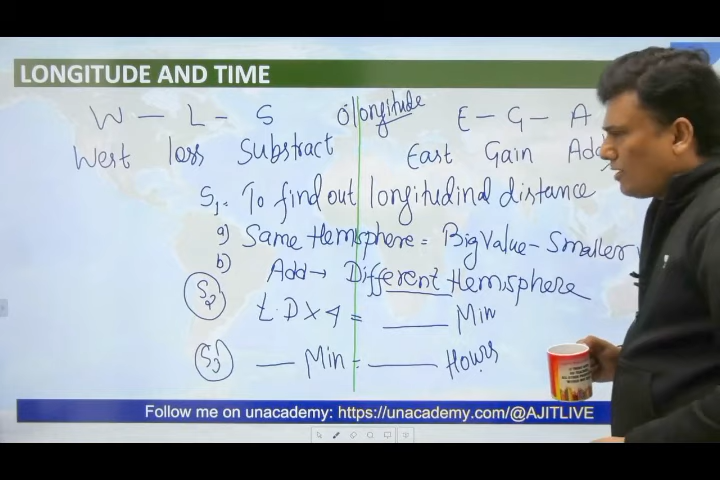 LONGITUDE AND TIME
W - L - S 0° longitude E - G - A
West loss Substract East Gain Add
S1. To find out longitudinal distance
a) Same Hemisphere = Big Value - Smaller
b) Add → Different Hemisphere
S2 L.D X 4 = ____ Min
S3 __ Min = ____ Hours
Follow me on unacademy: https://unacademy.com/@AJITLIVE